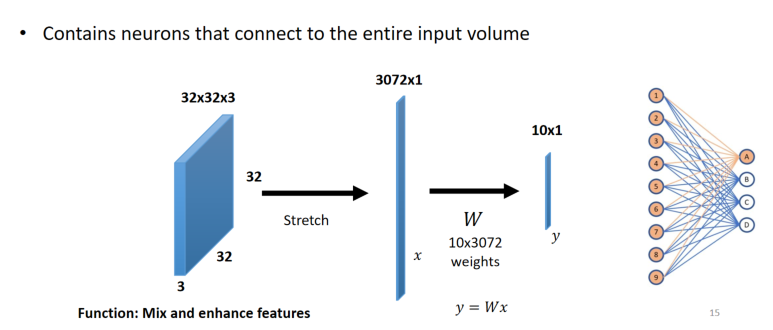 • Contains neurons that connect to the entire input volume
32x32x3
32
32
3
Stretch
3072x1
x
W
10x3072
weights
y = Wx
10x1
y
1
2
3
4
5
6
7
8
9
A
B
C
D
Function: Mix and enhance features
15